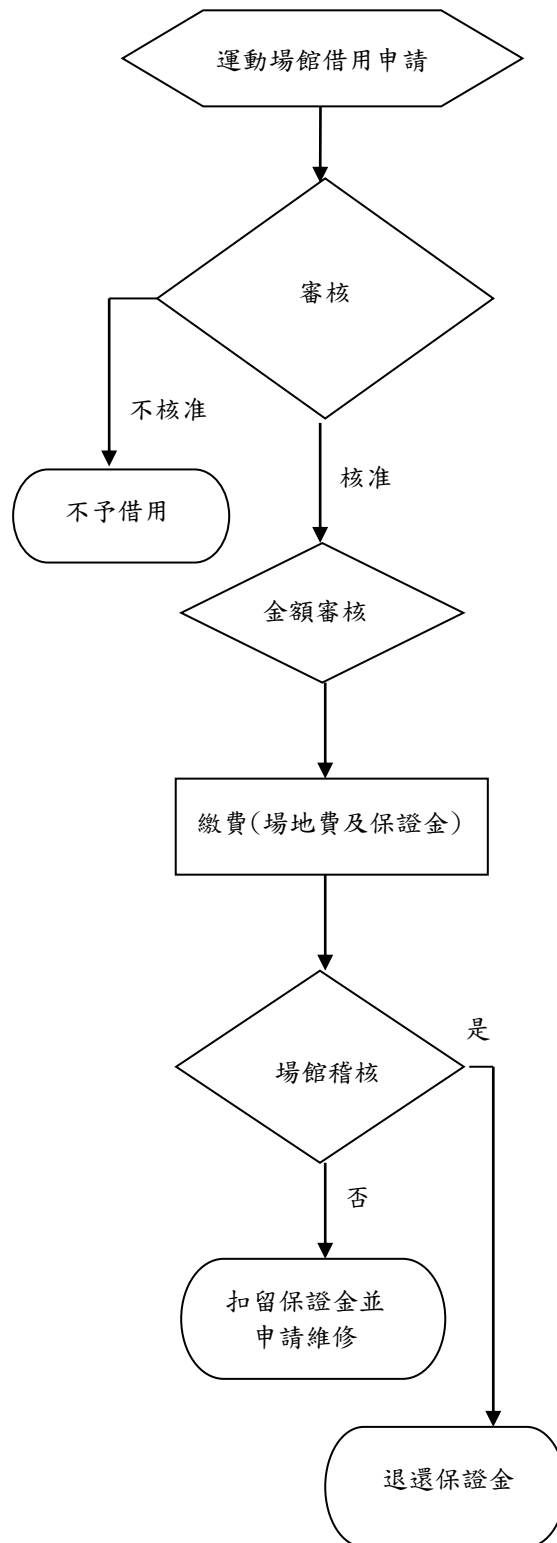 運動場館借用申請
審核
不核准
核准
不予借用
金額審核
繳費(場地費及保證金)
是
場館稽核
否
扣留保證金並
申請維修
退還保證金